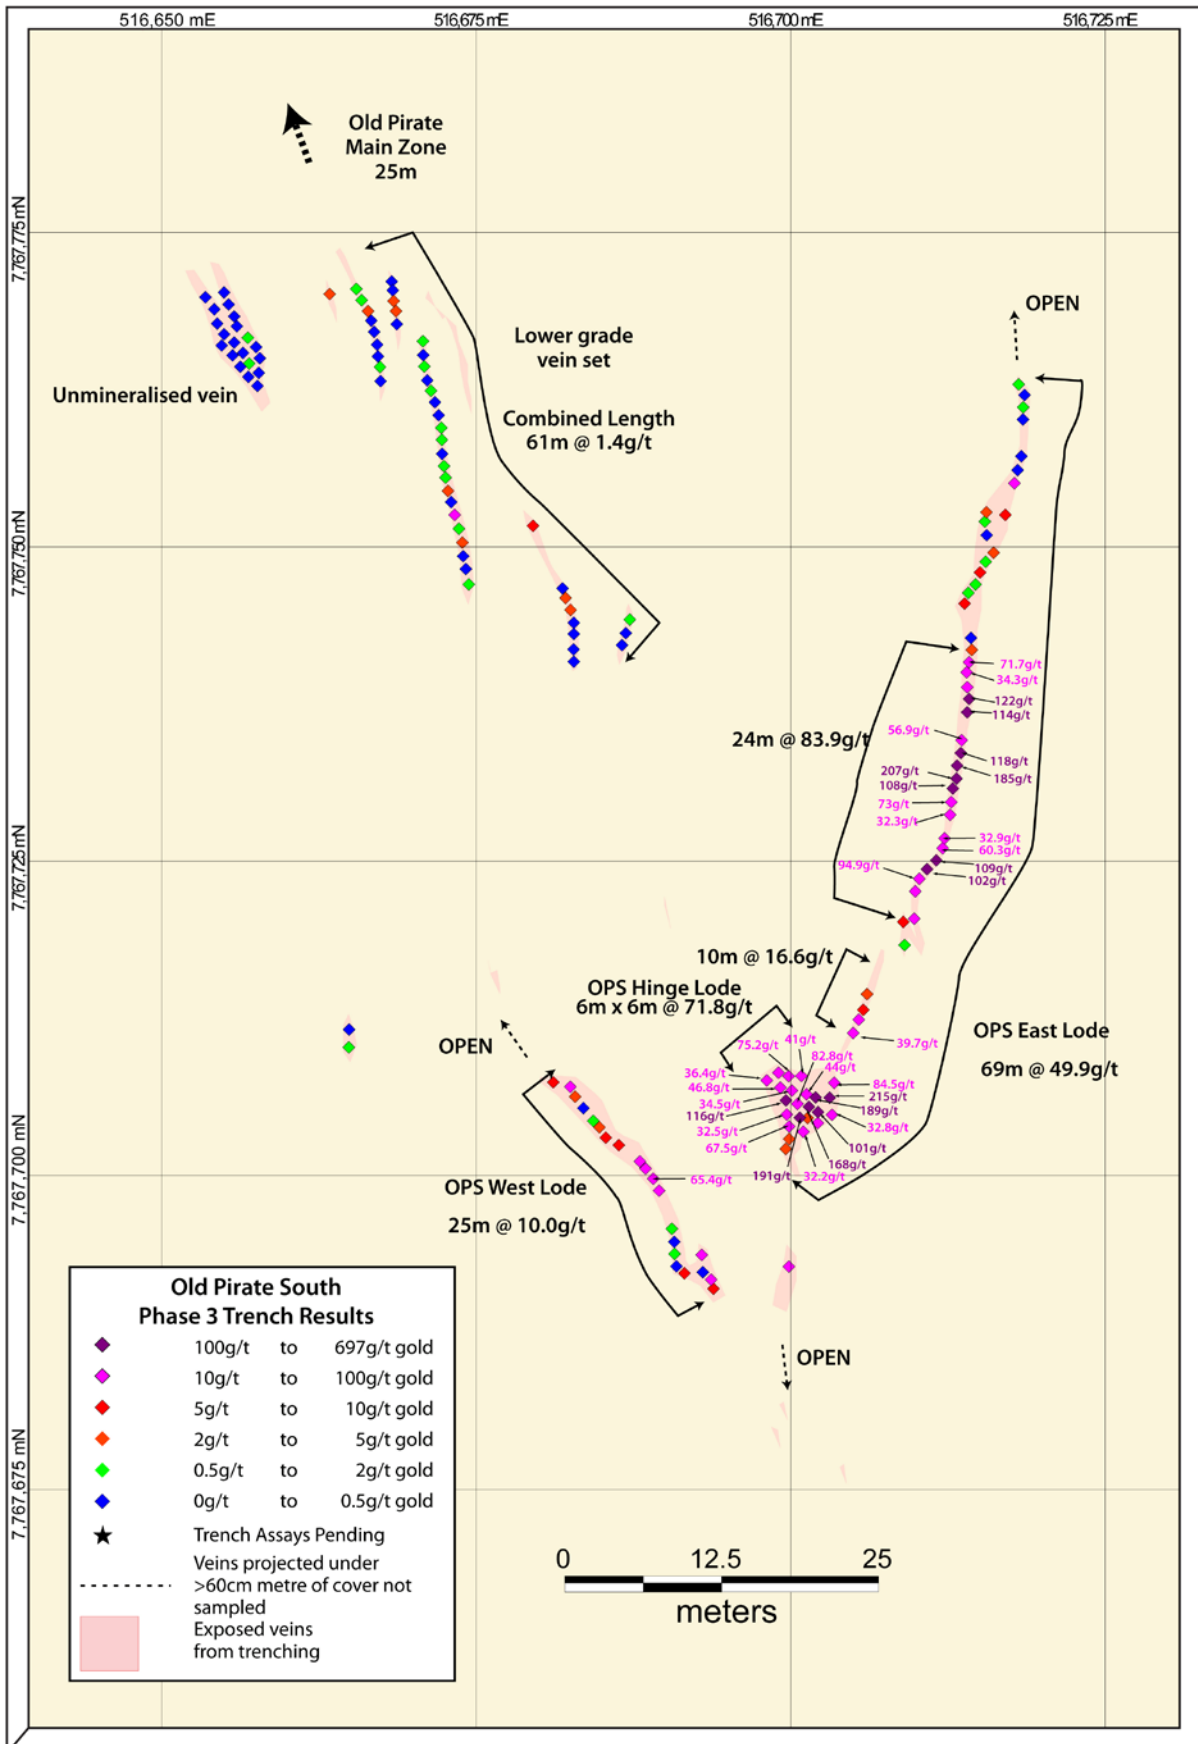 516,650 mE
516,675 mE
516,700 mE
516,725 mE
7,767,775 mN
7,767,750 mN
7,767,725 mN
7,767,700 mN
7,767,675 mN
Old Pirate
Main Zone
25m
OPEN
Lower grade
vein set
Unmineralised vein
Combined Length
61m @ 1.4g/t
71.7g/t
34.3g/t
122g/t
114g/t
24m @ 83.9g/t
56.9g/t
118g/t
207g/t
185g/t
108g/t
73g/t
32.3g/t
32.9g/t
60.3g/t
94.9g/t
109g/t
102g/t
10m @ 16.6g/t
OPS Hinge Lode
6m x 6m @ 71.8g/t
OPS East Lode
69m @ 49.9g/t
OPEN
39.7g/t
41g/t
75.2g/t
82.8g/t
44g/t
36.4g/t
84.5g/t
46.8g/t
215g/t
34.5g/t
189g/t
116g/t
32.8g/t
32.5g/t
101g/t
67.5g/t
168g/t
191g/t
32.2g/t
65.4g/t
OPS West Lode
25m @ 10.0g/t
OPEN
Old Pirate South
Phase 3 Trench Results
100g/t to 697g/t gold
10g/t to 100g/t gold
5g/t to 10g/t gold
2g/t to 5g/t gold
0.5g/t to 2g/t gold
0g/t to 0.5g/t gold
Trench Assays Pending
Veins projected under
>60cm metre of cover not
sampled
Exposed veins
from trenching
0 12.5 25
meters